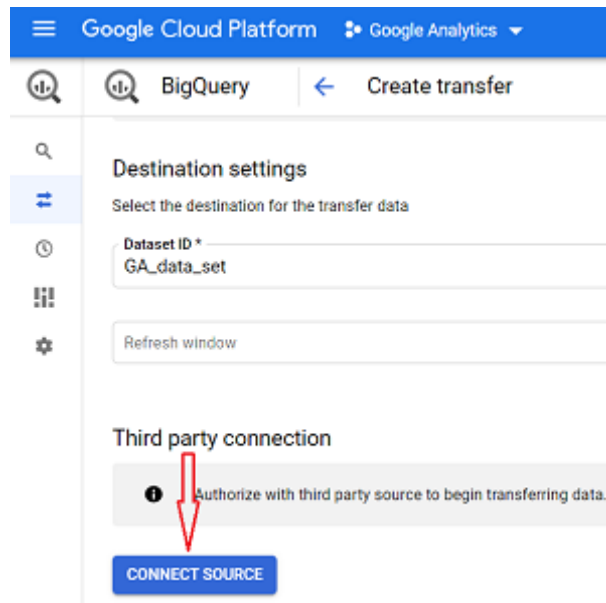 Google Cloud Platform Google Analytics
BigQuery Create transfer
Destination settings
Select the destination for the transfer data
Dataset ID *
GA_data_set
Refresh window
Third party connection
Authorize with third party source to begin transferring data.
CONNECT SOURCE